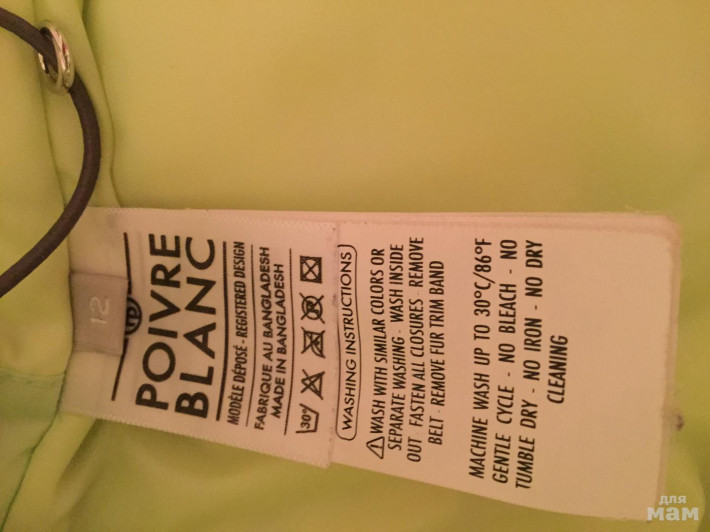 12
POIVRE
BLANC
MODÈLE DÉPOSÉ - REGISTERED DESIGN
FABRIQUE AU BANGLADESH
MADE IN BANGLADESH
30°
WASHING INSTRUCTIONS
WASH WITH SIMILAR COLORS OR
SEPARATE WASHING - WASH INSIDE
OUT FASTEN ALL CLOSURES REMOVE
BELT - REMOVE FUR TRIM BAND
MACHINE WASH UP TO 30°C/86°F
GENTLE CYCLE - NO BLEACH - NO
TUMBLE DRY - NO IRON - NO DRY
CLEANING
для
мам